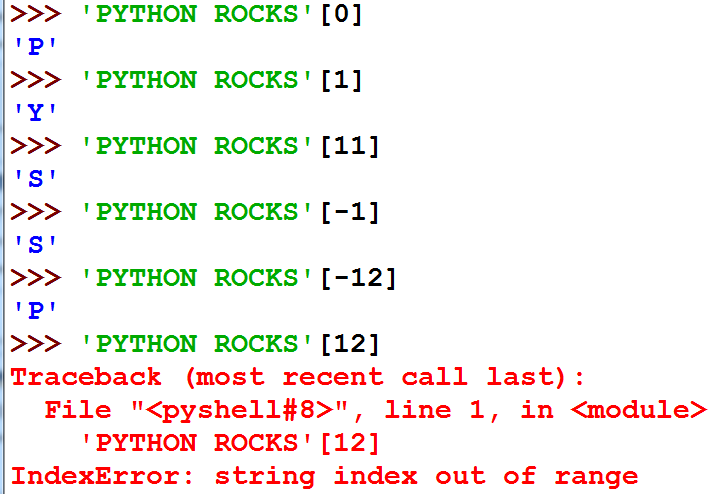 >>> 'PYTHON ROCKS'[0]
'P'
>>> 'PYTHON ROCKS'[1]
'Y'
>>> 'PYTHON ROCKS'[11]
'S'
>>> 'PYTHON ROCKS'[-1]
'S'
>>> 'PYTHON ROCKS'[-12]
'P'
>>> 'PYTHON ROCKS'[12]
Traceback (most recent call last):
  File "<pyshell#8>", line 1, in <module>
    'PYTHON ROCKS'[12]
IndexError: string index out of range